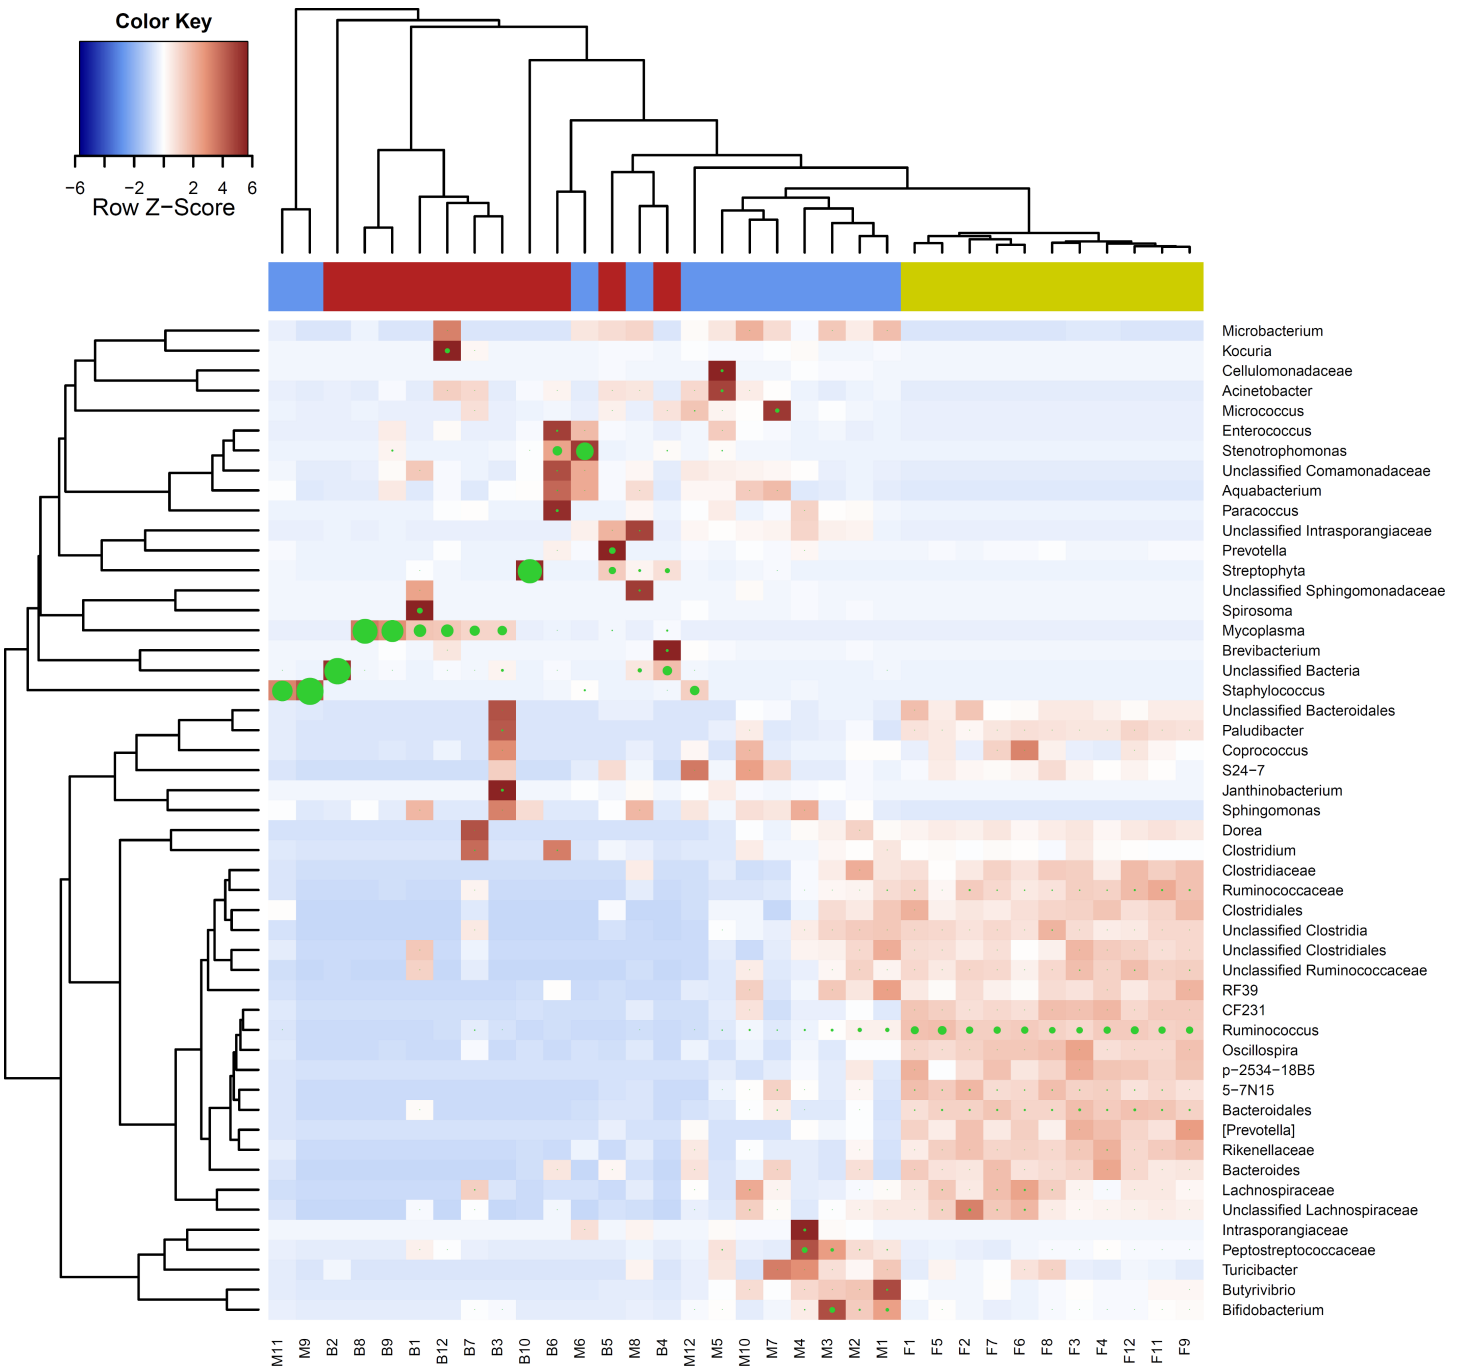 Color Key
−6 −2 2 4 6
Row Z−Score
Microbacterium
Kocuria
Cellulomonadaceae
Acinetobacter
Micrococcus
Enterococcus
Stenotrophomonas
Unclassified Comamonadaceae
Aquabacterium
Paracoccus
Unclassified Intrasporangiaceae
Prevotella
Streptophyta
Unclassified Sphingomonadaceae
Spirosoma
Mycoplasma
Brevibacterium
Unclassified Bacteria
Staphylococcus
Unclassified Bacteroidales
Paludibacter
Coprococcus
S24−7
Janthinobacterium
Sphingomonas
Dorea
Clostridium
Clostridiaceae
Ruminococcaceae
Clostridiales
Unclassified Clostridia
Unclassified Clostridiales
Unclassified Ruminococcaceae
RF39
CF231
Ruminococcus
Oscillospira
p−2534−18B5
5−7N15
Bacteroidales
[Prevotella]
Rikenellaceae
Bacteroides
Lachnospiraceae
Unclassified Lachnospiraceae
Intrasporangiaceae
Peptostreptococcaceae
Turicibacter
Butyrivibrio
Bifidobacterium
M11 M9 B2 B8 B9 B1 B12 B7 B3 B10 B6 M6 B5 M8 B4 M12 M5 M10 M7 M4 M3 M2 M1 F1 F5 F2 F7 F6 F8 F3 F4 F12 F11 F9